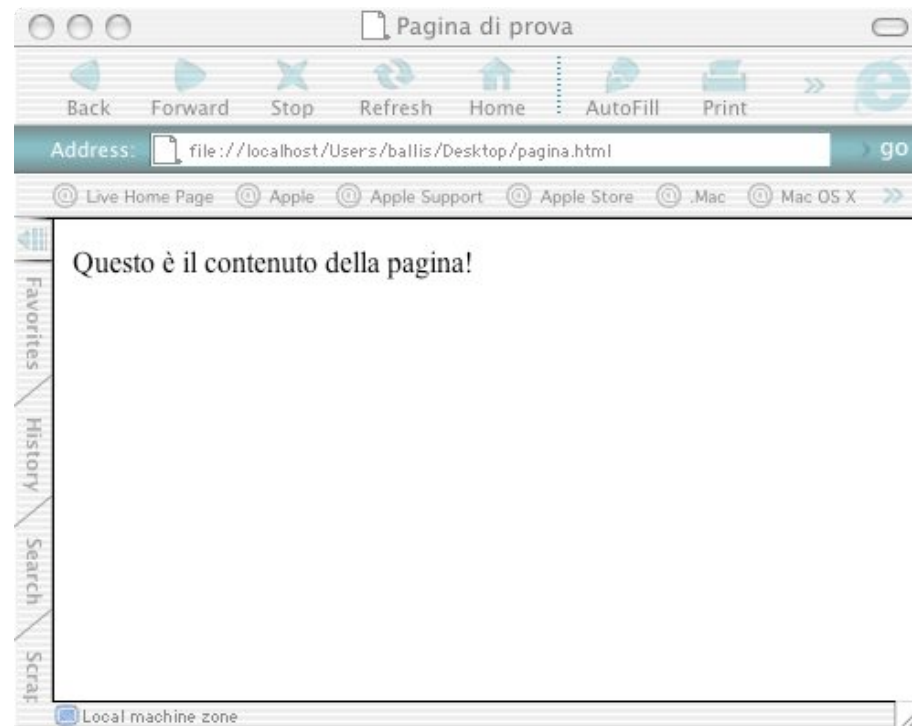 Pagina di prova
Back Forward Stop Refresh Home AutoFill Print
Address: file://localhost/Users/ballis/Desktop/pagina.html go
Live Home Page Apple Apple Support Apple Store .Mac Mac OS X
Questo è il contenuto della pagina!
Favorites
History
Search
Scrap
Local machine zone